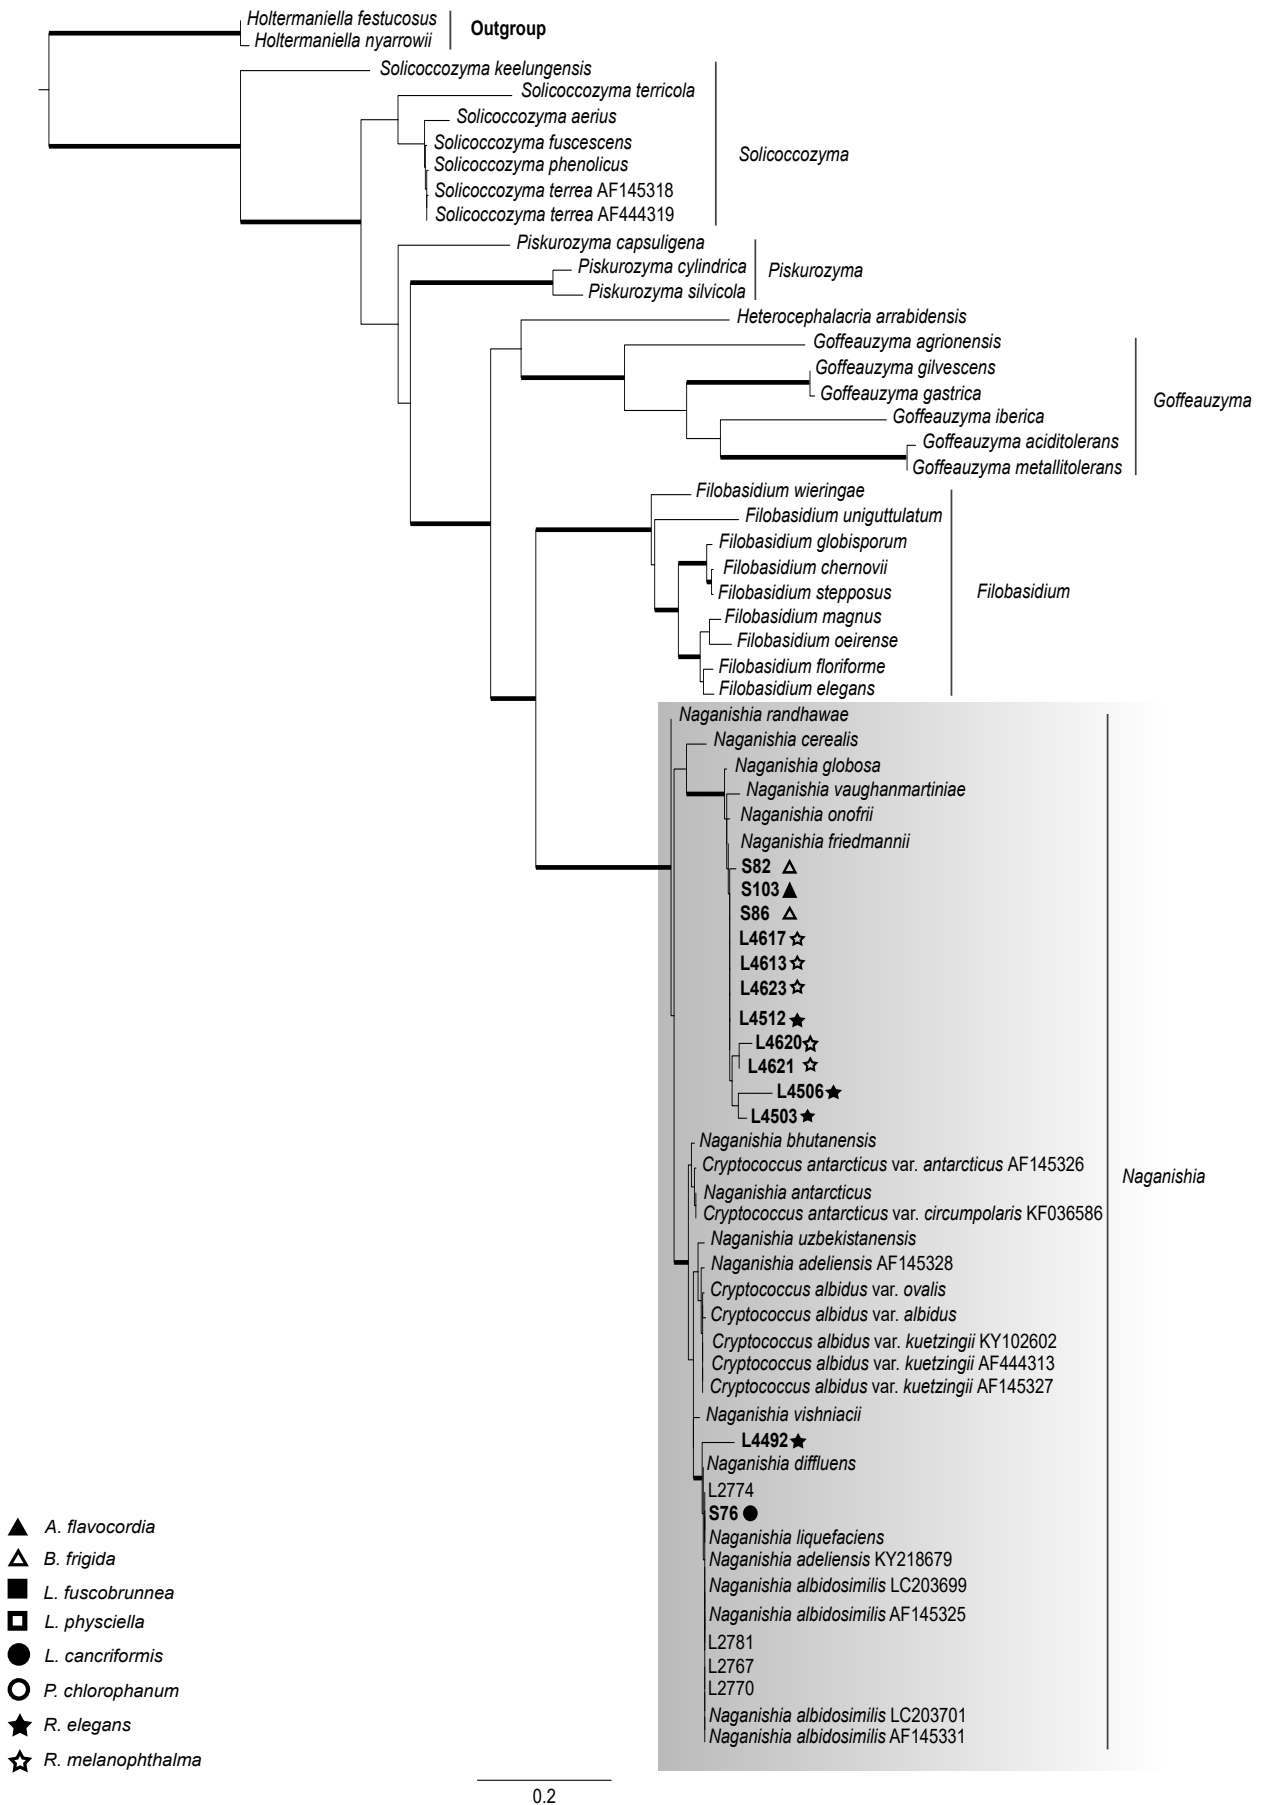 Holtermaniella festucosus
Holtermaniella nyarrowii
Outgroup
Solicoccozyma keelungensis
Solicoccozyma terricola
Solicoccozyma aerius
Solicoccozyma fuscescens
Solicoccozyma phenolicus
Solicoccozyma terrea AF145318
Solicoccozyma terrea AF444319
Solicoccozyma
Piskurozyma capsuligena
Piskurozyma cylindrica
Piskurozyma silvicola
Piskurozyma
Heterocephalacria arrabidensis
Goffeauzyma agrionensis
Goffeauzyma gilvescens
Goffeauzyma gastrica
Goffeauzyma iberica
Goffeauzyma aciditolerans
Goffeauzyma metallitolerans
Goffeauzyma
Filobasidium wieringae
Filobasidium uniguttulatum
Filobasidium globisporum
Filobasidium chernovii
Filobasidium stepposus
Filobasidium magnus
Filobasidium oeirense
Filobasidium floriforme
Filobasidium elegans
Filobasidium
Naganishia randhawae
Naganishia cerealis
Naganishia globosa
Naganishia vaughanmartiniae
Naganishia onofrii
Naganishia friedmannii
S82
S103
S86
L4617
L4613
L4623
L4512
L4620
L4621
L4506
L4503
Naganishia bhutanensis
Cryptococcus antarcticus var. antarcticus AF145326
Naganishia antarcticus
Cryptococcus antarcticus var. circumpolaris KF036586
Naganishia uzbekistanensis
Naganishia adeliensis AF145328
Cryptococcus albidus var. ovalis
Cryptococcus albidus var. albidus
Cryptococcus albidus var. kuetzingii KY102602
Cryptococcus albidus var. kuetzingii AF444313
Cryptococcus albidus var. kuetzingii AF145327
Naganishia vishniacii
L4492
Naganishia diffluens
L2774
S76
Naganishia liquefaciens
Naganishia adeliensis KY218679
Naganishia albidosimilis LC203699
Naganishia albidosimilis AF145325
L2781
L2767
L2770
Naganishia albidosimilis LC203701
Naganishia albidosimilis AF145331
Naganishia
A. flavocordia
B. frigida
L. fuscobrunnea
L. physciella
L. cancriformis
P. chlorophanum
R. elegans
R. melanophthalma
0.2